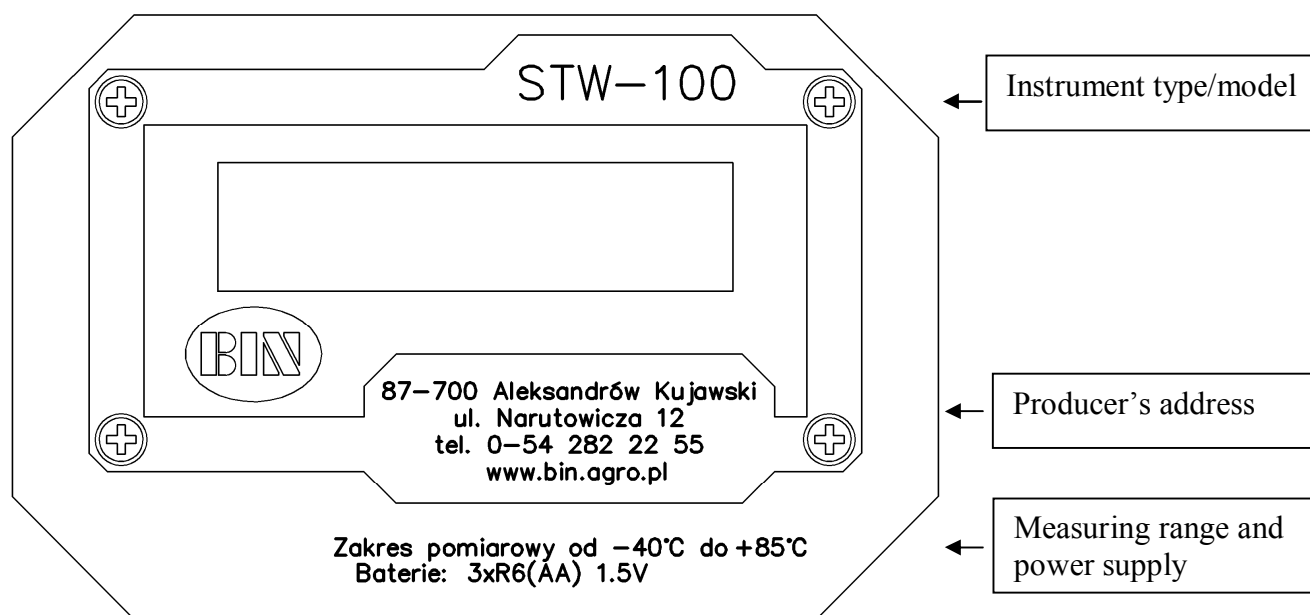 STW-100
Instrument type/model
BIN
87-700 Aleksandrów Kujawski
ul. Narutowicza 12
tel. 0-54 282 22 55
www.bin.agro.pl
Producer's address
Zakres pomiarowy od -40°C do +85°C
Baterie: 3xR6(AA) 1.5V
Measuring range and
power supply